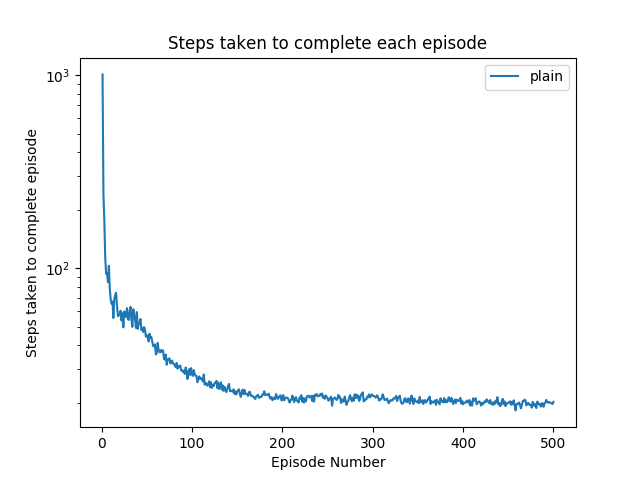 Steps taken to complete each episode
plain
10³
10²
Steps taken to complete episode
0 100 200 300 400 500
Episode Number